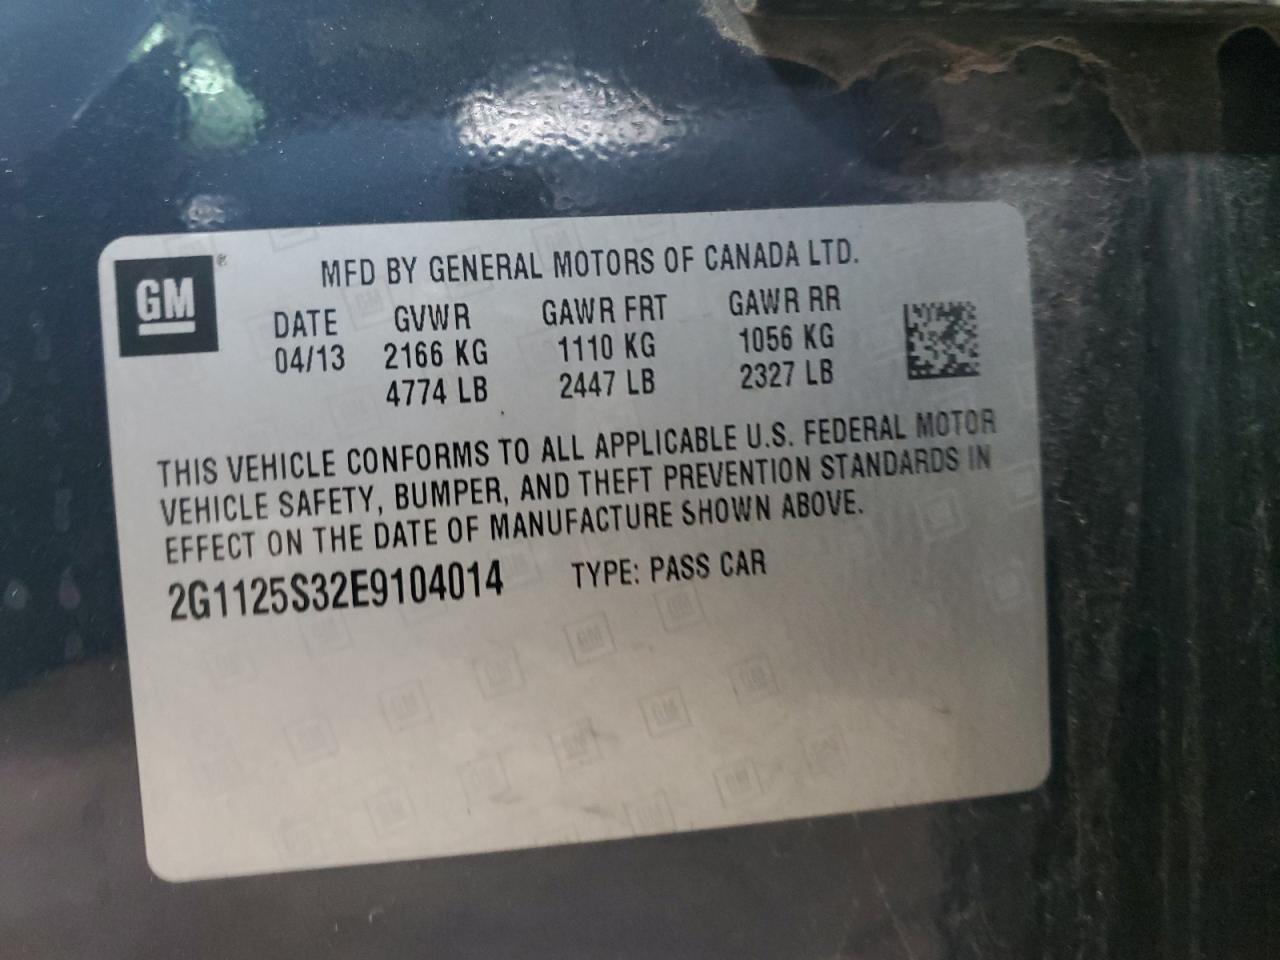 GM®
MFD BY GENERAL MOTORS OF CANADA LTD.
DATE GVWR GAWR FRT GAWR RR
04/13 2166 KG 1110 KG 1056 KG
4774 LB 2447 LB 2327 LB
THIS VEHICLE CONFORMS TO ALL APPLICABLE U.S. FEDERAL MOTOR
VEHICLE SAFETY, BUMPER, AND THEFT PREVENTION STANDARDS IN
EFFECT ON THE DATE OF MANUFACTURE SHOWN ABOVE.
2G1125S32E9104014 TYPE: PASS CAR